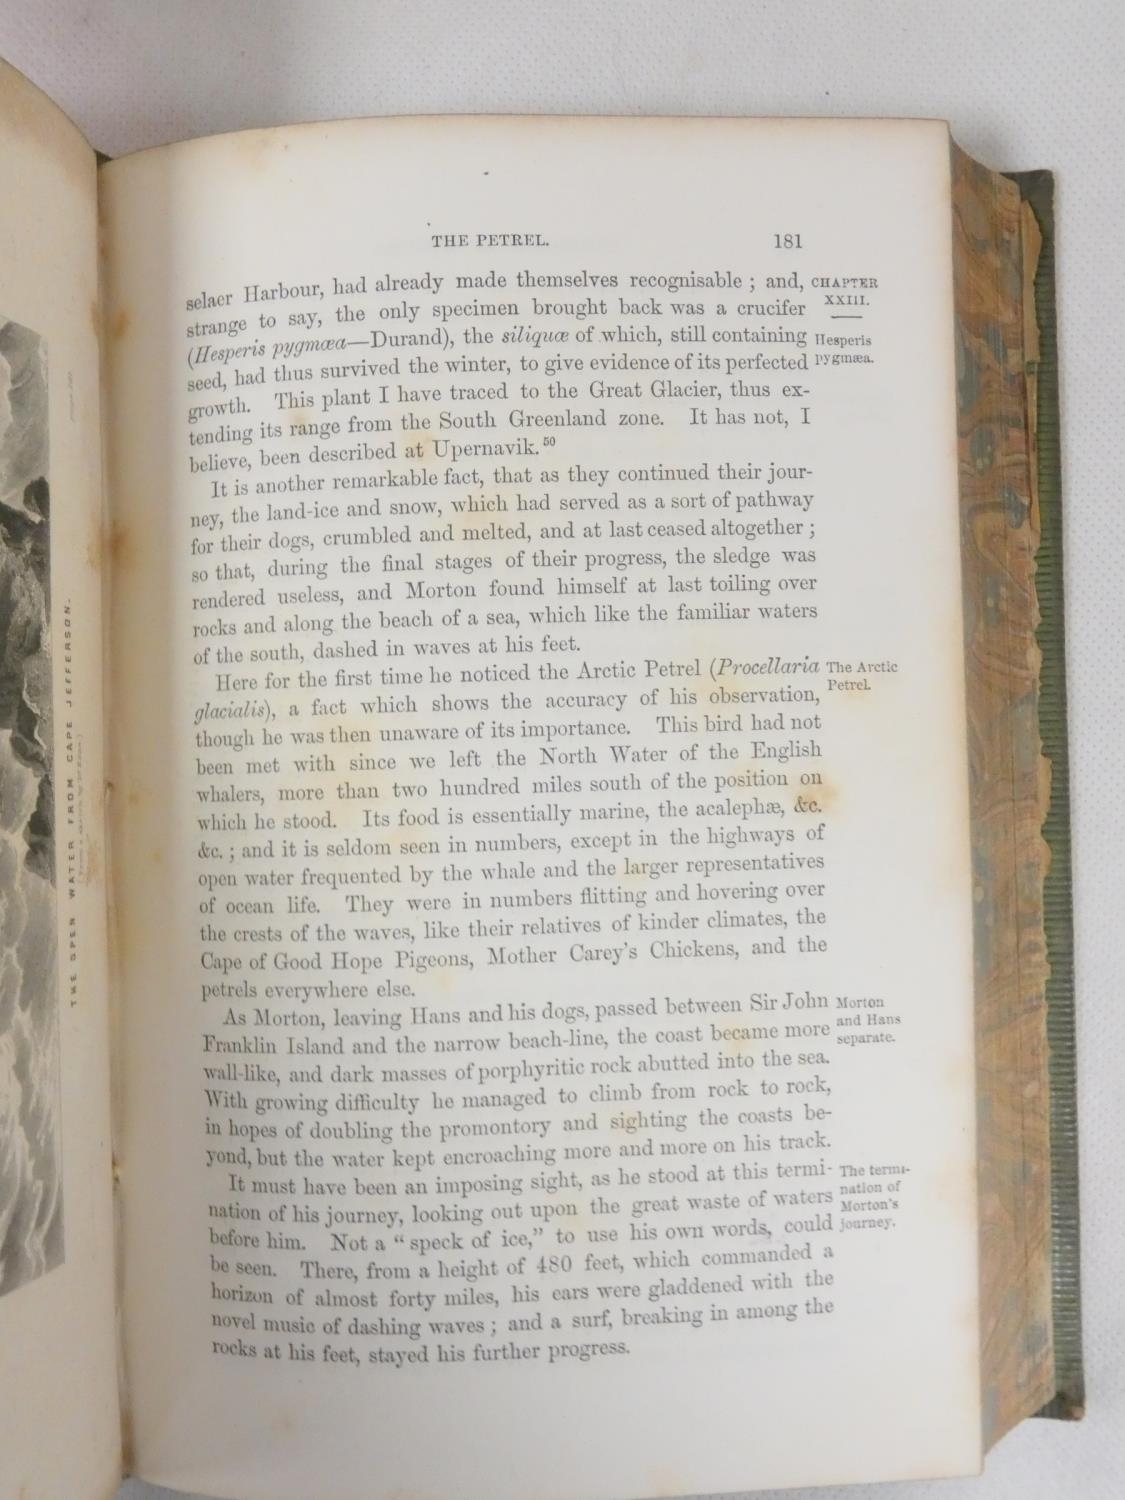 THE PETREL. 181
selaer Harbour, had already made themselves recognisable ; and,
strange to say, the only specimen brought back was a crucifer
(Hesperis pygmæa—Durand), the siliquæ of which, still containing
seed, had thus survived the winter, to give evidence of its perfected
growth. This plant I have traced to the Great Glacier, thus ex-
tending its range from the South Greenland zone. It has not, I
believe, been described at Upernavik.⁵⁰
CHAPTER
XXIII.
Hesperis
pygmæa.
It is another remarkable fact, that as they continued their jour-
ney, the land-ice and snow, which had served as a sort of pathway
for their dogs, crumbled and melted, and at last ceased altogether ;
so that, during the final stages of their progress, the sledge was
rendered useless, and Morton found himself at last toiling over
rocks and along the beach of a sea, which like the familiar waters
of the south, dashed in waves at his feet.
Here for the first time he noticed the Arctic Petrel (Procellaria
glacialis), a fact which shows the accuracy of his observation,
though he was then unaware of its importance. This bird had not
been met with since we left the North Water of the English
whalers, more than two hundred miles south of the position on
which he stood. Its food is essentially marine, the acalephæ, &c.
&c. ; and it is seldom seen in numbers, except in the highways of
open water frequented by the whale and the larger representatives
of ocean life. They were in numbers flitting and hovering over
the crests of the waves, like their relatives of kinder climates, the
Cape of Good Hope Pigeons, Mother Carey's Chickens, and the
petrels everywhere else.
The Arctic
Petrel.
As Morton, leaving Hans and his dogs, passed between Sir John
Franklin Island and the narrow beach-line, the coast became more
wall-like, and dark masses of porphyritic rock abutted into the sea.
With growing difficulty he managed to climb from rock to rock,
in hopes of doubling the promontory and sighting the coasts be-
yond, but the water kept encroaching more and more on his track.
Morton
and Hans
separate.
It must have been an imposing sight, as he stood at this termi-
nation of his journey, looking out upon the great waste of waters
before him. Not a “ speck of ice,” to use his own words, could
be seen. There, from a height of 480 feet, which commanded a
horizon of almost forty miles, his ears were gladdened with the
novel music of dashing waves ; and a surf, breaking in among the
rocks at his feet, stayed his further progress.
The termi-
nation of
Morton's
journey.
THE OPEN WATER FROM CAPE JEFFERSON.